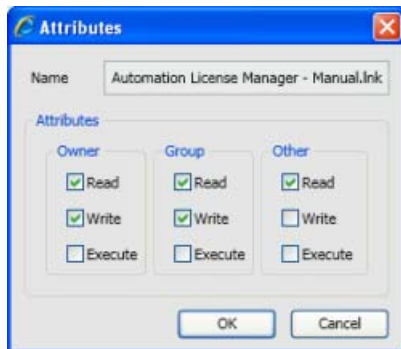 Attributes
Name Automation License Manager - Manual.lnk
Attributes
Owner Group Other
Read Read Read
Write Write Write
Execute Execute Execute
OK Cancel